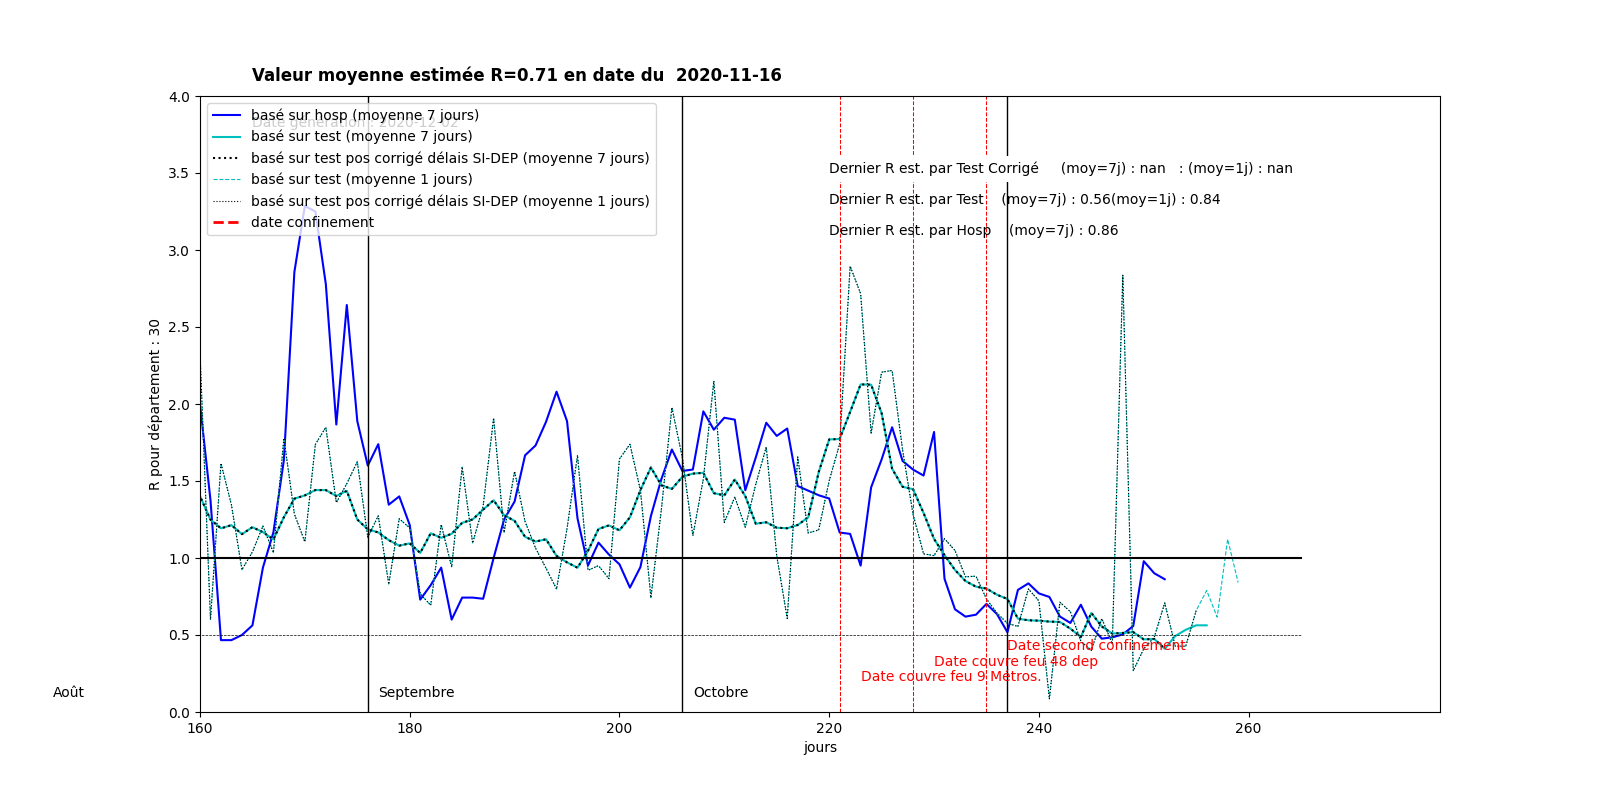 Valeur moyenne estimée R=0.71 en date du  2020-11-16
Date génération : 2020-12-02
basé sur hosp (moyenne 7 jours)
basé sur test (moyenne 7 jours)
basé sur test pos corrigé délais SI-DEP (moyenne 7 jours)
basé sur test (moyenne 1 jours)
basé sur test pos corrigé délais SI-DEP (moyenne 1 jours)
date confinement
Dernier R est. par Test Corrigé     (moy=7j) : nan   : (moy=1j) : nan
Dernier R est. par Test    (moy=7j) : 0.56(moy=1j) : 0.84
Dernier R est. par Hosp    (moy=7j) : 0.86
4.0
3.5
3.0
2.5
2.0
1.5
1.0
0.5
0.0
R pour département : 30
Date second confinement
Date couvre feu 48 dep
Date couvre feu 9 Métros.
Août
Septembre
Octobre
160
180
200
220
240
260
jours